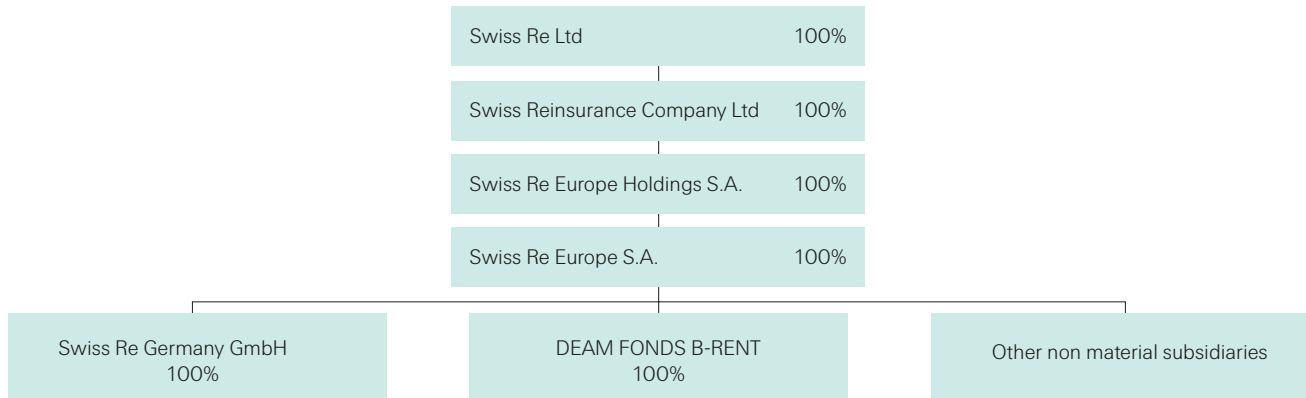 Swiss Re Ltd 100%
Swiss Reinsurance Company Ltd 100%
Swiss Re Europe Holdings S.A. 100%
Swiss Re Europe S.A. 100%
Swiss Re Germany GmbH
100%
DEAM FONDS B-RENT
100%
Other non material subsidiaries